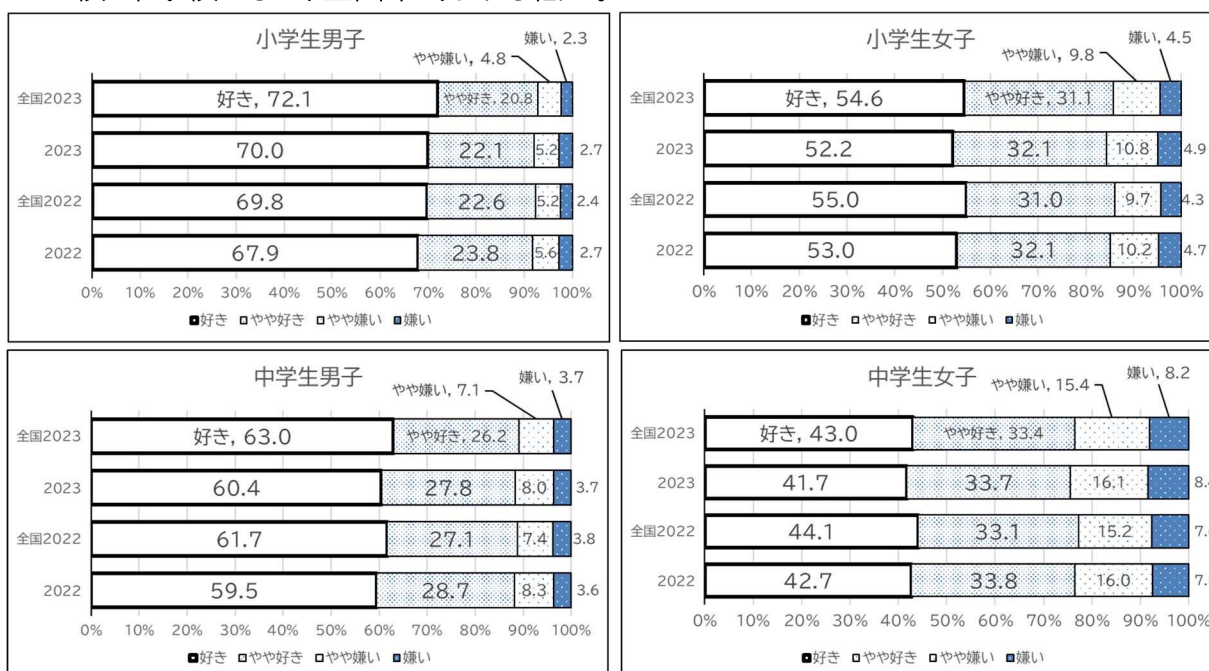 小学生男子
嫌い, 2.3
やや嫌い, 4.8
全国2023 好き, 72.1 やや好き, 20.8
2023 70.0 22.1 5.2 2.7
全国2022 69.8 22.6 5.2 2.4
2022 67.9 23.8 5.6 2.7
0% 10% 20% 30% 40% 50% 60% 70% 80% 90% 100%
好き やや好き やや嫌い 嫌い
小学生女子
嫌い, 4.5
やや嫌い, 9.8
全国2023 好き, 54.6 やや好き, 31.1
2023 52.2 32.1 10.8 4.9
全国2022 55.0 31.0 9.7 4.3
2022 53.0 32.1 10.2 4.7
0% 10% 20% 30% 40% 50% 60% 70% 80% 90% 100%
好き やや好き やや嫌い 嫌い
中学生男子
嫌い, 3.7
やや嫌い, 7.1
全国2023 好き, 63.0 やや好き, 26.2
2023 60.4 27.8 8.0 3.7
全国2022 61.7 27.1 7.4 3.8
2022 59.5 28.7 8.3 3.6
0% 10% 20% 30% 40% 50% 60% 70% 80% 90% 100%
好き やや好き やや嫌い 嫌い
中学生女子
嫌い, 8.2
やや嫌い, 15.4
全国2023 好き, 43.0 やや好き, 33.4
2023 41.7 33.7 16.1
全国2022 44.1 33.1 15.2
2022 42.7 33.8 16.0
0% 10% 20% 30% 40% 50% 60% 70% 80% 90% 100%
好き やや好き やや嫌い 嫌い